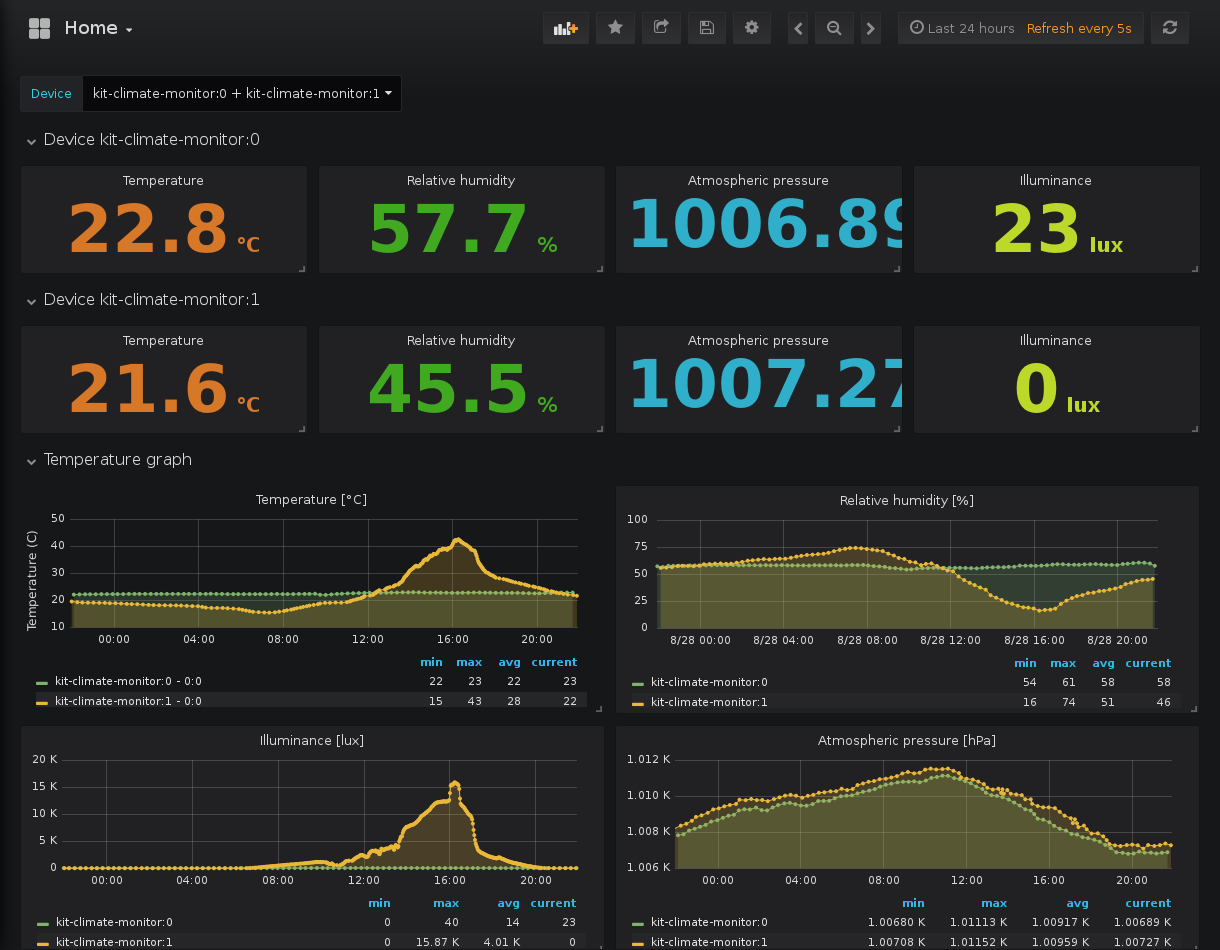 Home
Last 24 hours Refresh every 5s
Device kit-climate-monitor:0 + kit-climate-monitor:1
Device kit-climate-monitor:0
Temperature Relative humidity Atmospheric pressure Illuminance
22.8 °C 57.7 % 1006.89 23 lux
Device kit-climate-monitor:1
Temperature Relative humidity Atmospheric pressure Illuminance
21.6 °C 45.5 % 1007.27 0 lux
Temperature graph
Temperature [°C]
Temperature (C)
50
40
30
20
10
00:00 04:00 08:00 12:00 16:00 20:00
min max avg current
kit-climate-monitor:0 - 0:0 22 23 22 23
kit-climate-monitor:1 - 0:0 15 43 28 22
Relative humidity [%]
100
75
50
25
0
8/28 00:00 8/28 04:00 8/28 08:00 8/28 12:00 8/28 16:00 8/28 20:00
min max avg current
kit-climate-monitor:0 54 61 58 58
kit-climate-monitor:1 16 74 51 46
Illuminance [lux]
20 K
15 K
10 K
5 K
0
00:00 04:00 08:00 12:00 16:00 20:00
min max avg current
kit-climate-monitor:0 0 40 14 23
kit-climate-monitor:1 0 15.87 K 4.01 K 0
Atmospheric pressure [hPa]
1.012 K
1.010 K
1.008 K
1.006 K
00:00 04:00 08:00 12:00 16:00 20:00
min max avg current
kit-climate-monitor:0 1.00680 K 1.01113 K 1.00917 K 1.00689 K
kit-climate-monitor:1 1.00708 K 1.01152 K 1.00959 K 1.00727 K